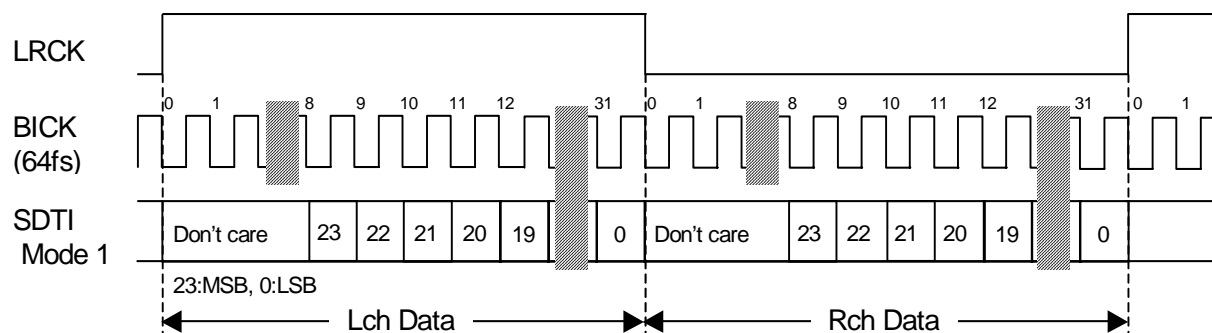 LRCK
0 1 8 9 10 11 12 31 0 1 8 9 10 11 12 31 0 1
BICK
(64fs)
SDTI
Mode 1
Don't care 23 22 21 20 19 0 Don't care 23 22 21 20 19 0
23:MSB, 0:LSB
Lch Data Rch Data